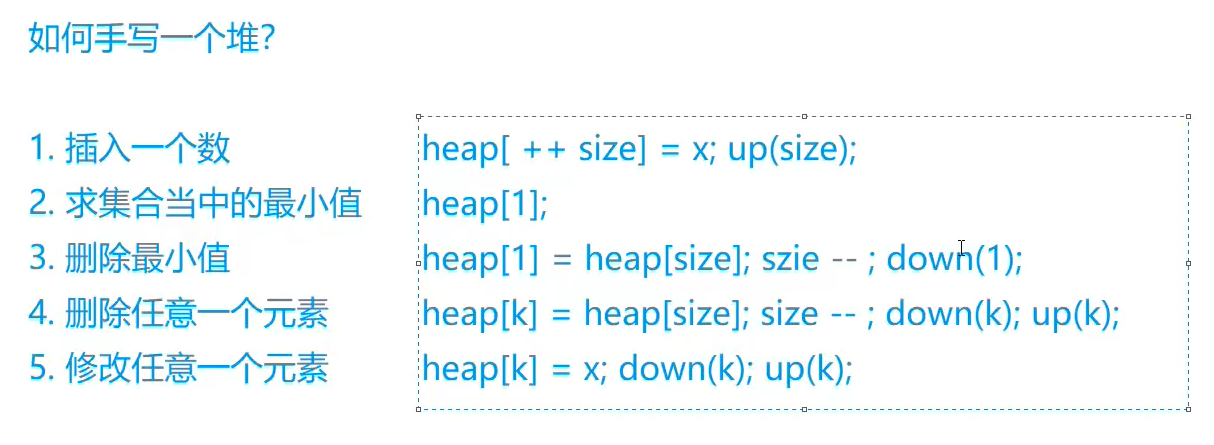 如何手写一个堆?
1. 插入一个数 heap[ ++ size] = x; up(size);
2. 求集合当中的最小值 heap[1];
3. 删除最小值 heap[1] = heap[size]; szie -- ; down(1);
4. 删除任意一个元素 heap[k] = heap[size]; size -- ; down(k); up(k);
5. 修改任意一个元素 heap[k] = x; down(k); up(k);